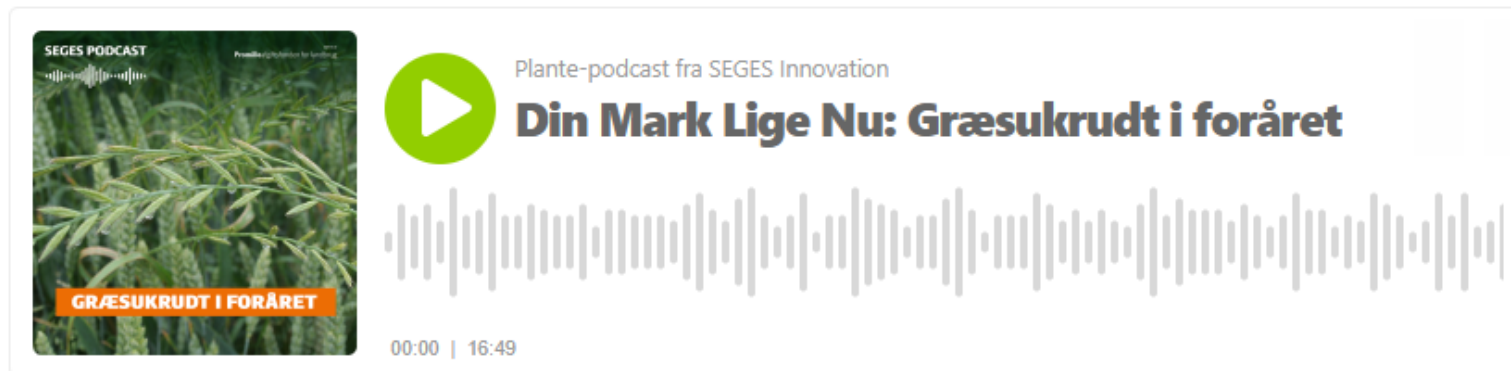 SEGES PODCAST
Plante-podcast fra SEGES Innovation
Din Mark Lige Nu: Græsukrudt i foråret
GRÆSUKRUDT I FORÅRET
00:00 | 16:49